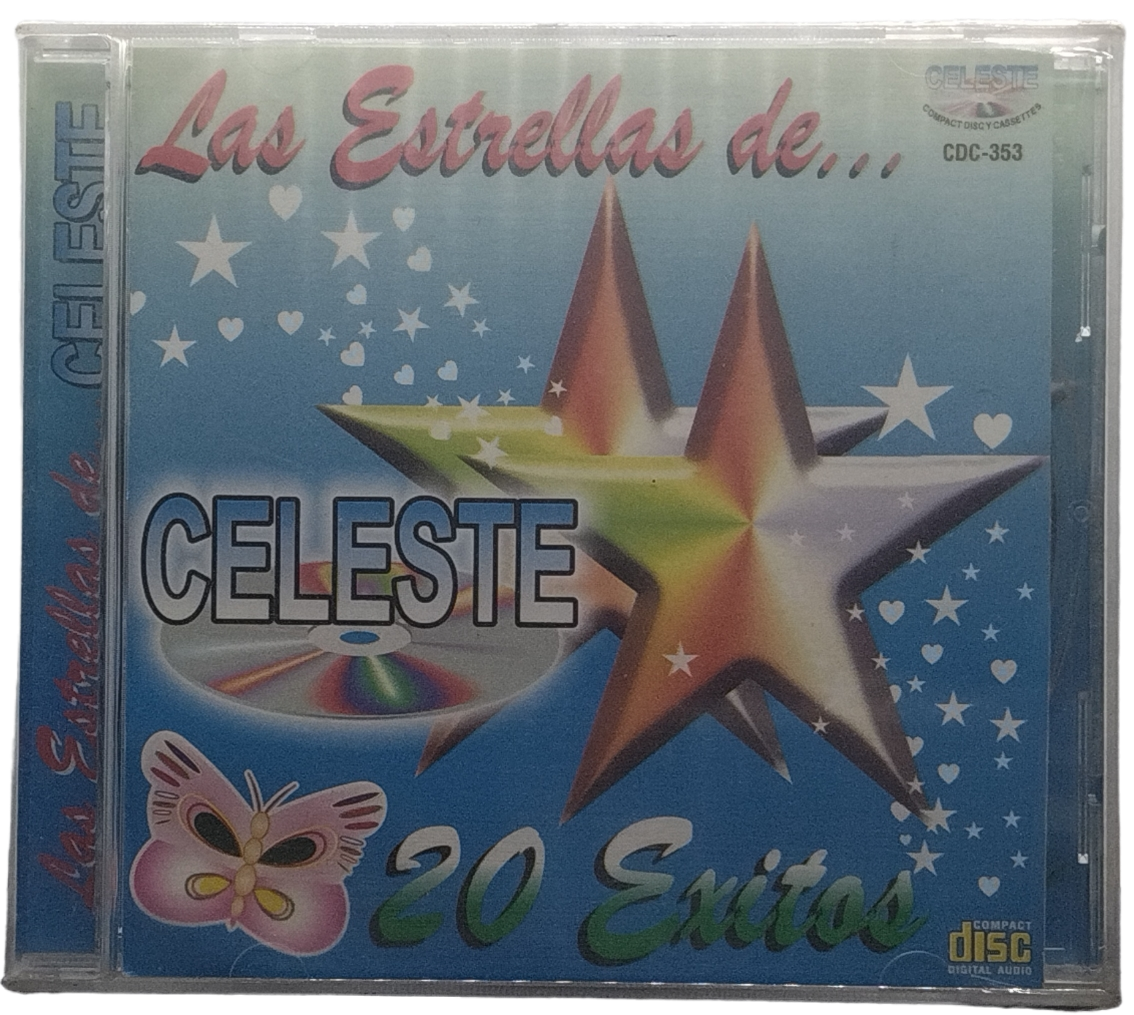 Las Estrellas de...
CELESTE
COMPACT DISC Y CASSETTES
CDC-353
Las Estrellas de CELESTE
CELESTE
20 Exitos
COMPACT
disc
DIGITAL AUDIO